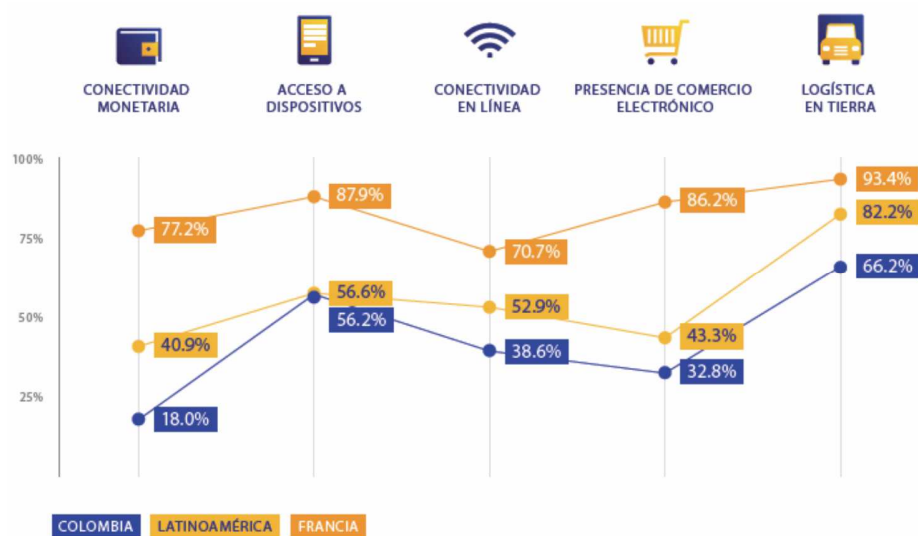 CONECTIVIDAD
MONETARIA
ACCESO A
DISPOSITIVOS
CONECTIVIDAD
EN LÍNEA
PRESENCIA DE COMERCIO
ELECTRÓNICO
LOGÍSTICA
EN TIERRA
100%
75%
50%
25%
77.2%
87.9%
70.7%
86.2%
93.4%
40.9%
56.6%
52.9%
43.3%
82.2%
18.0%
56.2%
38.6%
32.8%
66.2%
COLOMBIA
LATINOAMÉRICA
FRANCIA